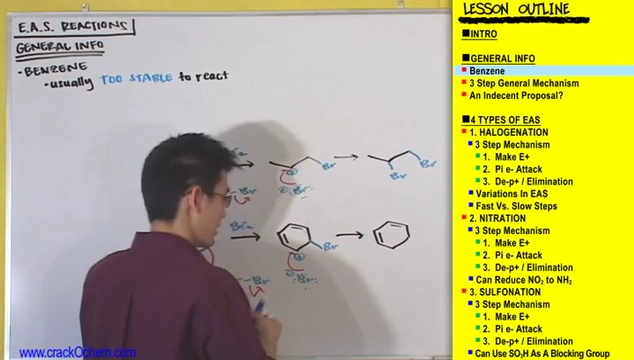 E.A.S. REACTIONS
GENERAL INFO
-BENZENE
-usually TOO STABLE to react
Br
Br
Br
Br
Br
Br
Br
www.crackOchem.com
LESSON OUTLINE
INTRO
GENERAL INFO
Benzene
3 Step General Mechanism
An Indecent Proposal?
4 TYPES OF EAS
1. HALOGENATION
3 Step Mechanism
1. Make E+
2. Pi e- Attack
3. De-p+ / Elimination
Variations In EAS
Fast Vs. Slow Steps
2. NITRATION
3 Step Mechanism
1. Make E+
2. Pi e- Attack
3. De-p+ / Elimination
Can Reduce NO₂ to NH₂
3. SULFONATION
3 Step Mechanism
1. Make E+
2. Pi e- Attack
3. De-p+ / Elimination
Can Use SO₃H As A Blocking Group